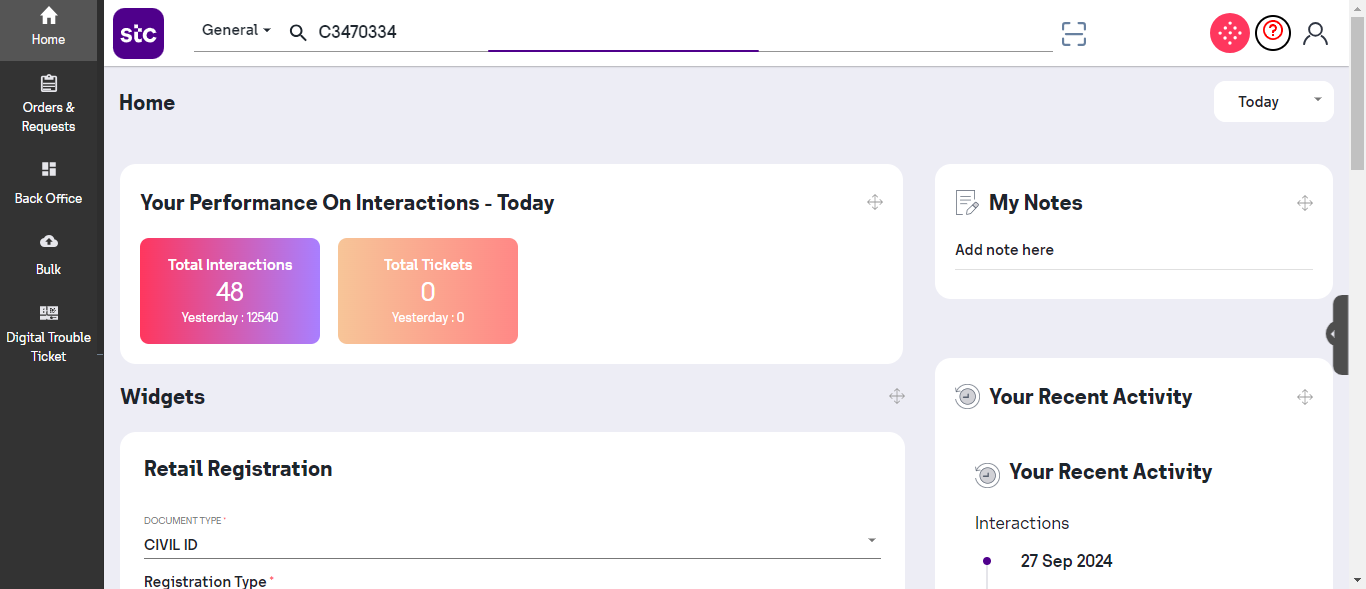 Home
Orders &
Requests
Back Office
Bulk
Digital Trouble
Ticket
stc
General
C3470334
?
Home
Today
Your Performance On Interactions - Today
Total Interactions
48
Yesterday : 12540
Total Tickets
0
Yesterday : 0
My Notes
Add note here
Widgets
Retail Registration
DOCUMENT TYPE *
CIVIL ID
Registration Type *
Your Recent Activity
Your Recent Activity
Interactions
27 Sep 2024